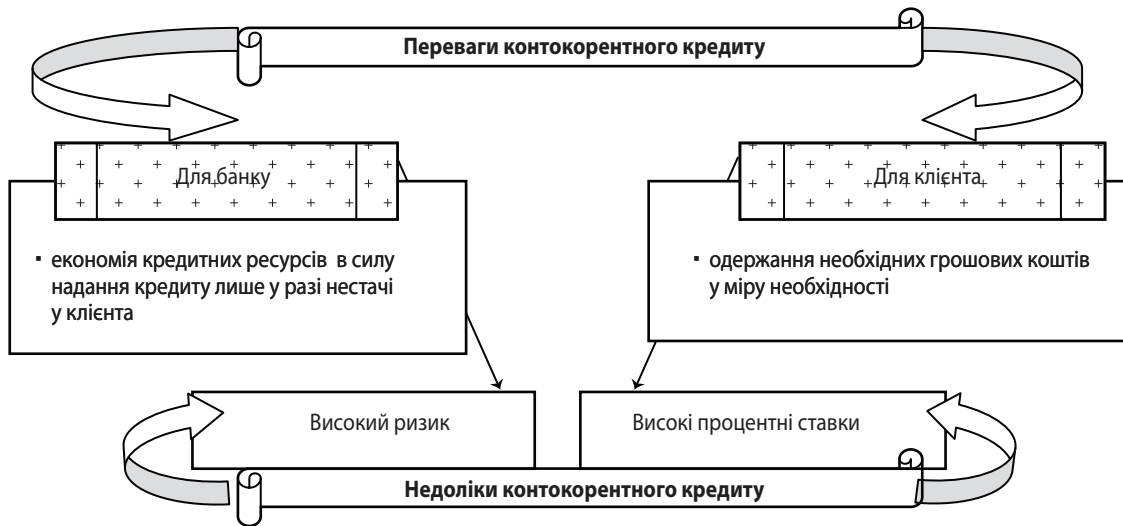 Переваги контокорентного кредиту
Для банку
▪ економія кредитних ресурсів в силу
надання кредиту лише у разі нестачі
у клієнта
Для клієнта
▪ одержання необхідних грошових коштів
у міру необхідності
Високий ризик
Високі процентні ставки
Недоліки контокорентного кредиту